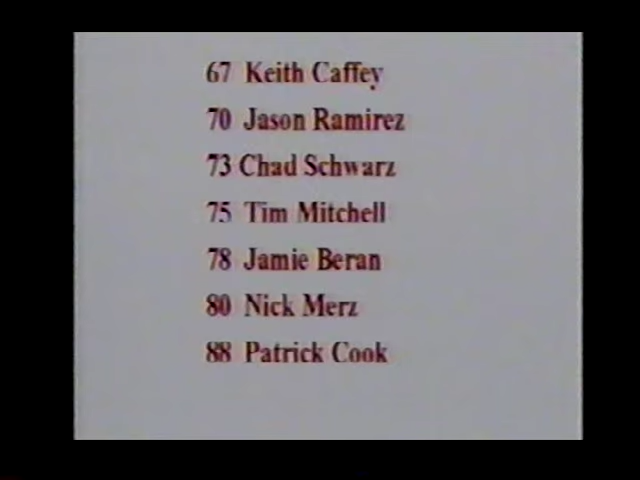 67 Keith Caffey
70 Jason Ramirez
73 Chad Schwarz
75 Tim Mitchell
78 Jamie Beran
80 Nick Merz
88 Patrick Cook